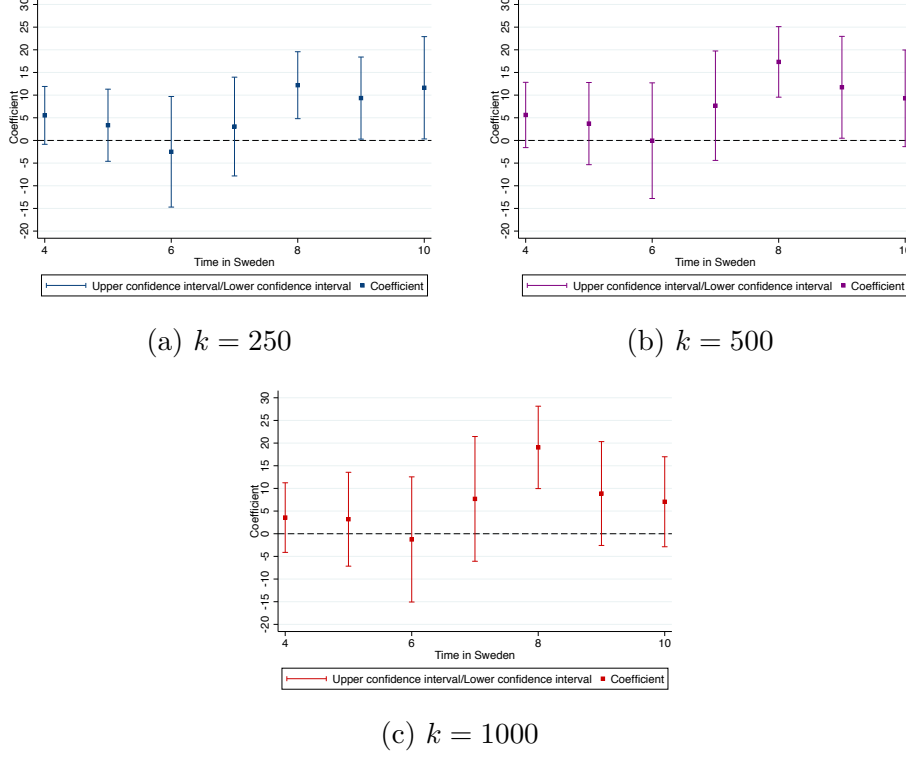 Coefficient
-20 -15 -10 -5 0 5 10 15 20 25 30
4 6 8 10
Time in Sweden
Upper confidence interval/Lower confidence interval Coefficient
(a) k = 250
Coefficient
-20 -15 -10 -5 0 5 10 15 20 25 30
4 6 8 10
Time in Sweden
Upper confidence interval/Lower confidence interval Coefficient
(b) k = 500
Coefficient
-20 -15 -10 -5 0 5 10 15 20 25 30
4 6 8 10
Time in Sweden
Upper confidence interval/Lower confidence interval Coefficient
(c) k = 1000